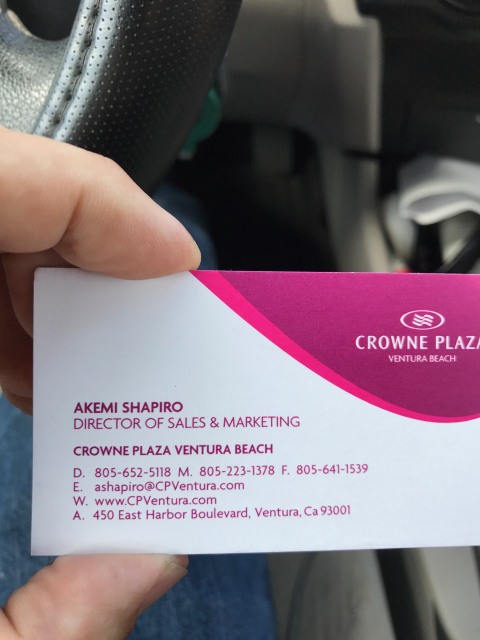 CROWNE PLAZA
VENTURA BEACH
AKEMI SHAPIRO
DIRECTOR OF SALES & MARKETING
CROWNE PLAZA VENTURA BEACH
D. 805-652-5118 M. 805-223-1378 F. 805-641-1539
E. ashapiro@CPVentura.com
W. www.CPVentura.com
A. 450 East Harbor Boulevard, Ventura, Ca 93001